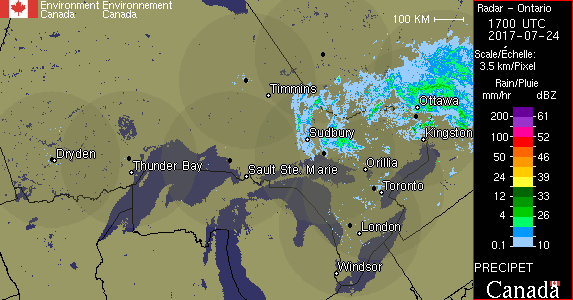 Environment Environnement
Canada Canada
100 KM
Timmins
Ottawa
Sudbury
Kingston
Dryden
Thunder Bay
Sault Ste. Marie
Orillia
Toronto
London
Windsor
Radar - Ontario
1700 UTC
2017-07-24
Scale/Échelle:
3.5 km/Pixel
Rain/Pluie
mm/hr dBZ
200 61
100 52
50 46
24 39
12 33
4 26
0.1 10
PRECIPET
Canada